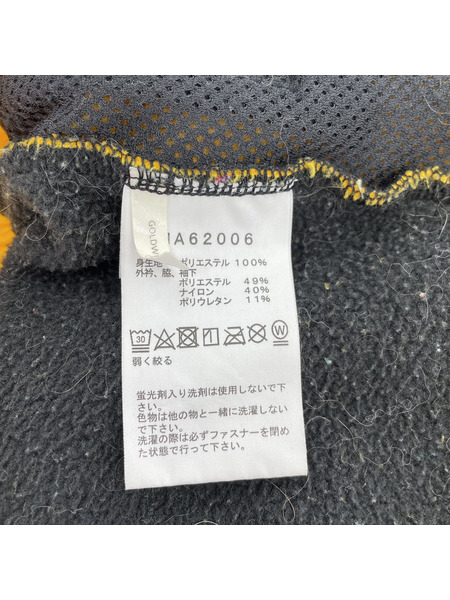 GOLDW
A62006
身生地 ポリエステル 100%
外衿、脇、袖下
ポリエステル 49%
ナイロン 40%
ポリウレタン 11%
30
W
弱く絞る
蛍光剤入り洗剤は使用しないで下さい。
色物は他の物と一緒に洗濯しないで下さい。
洗濯の際は必ずファスナーを閉めた状態で行って下さい。